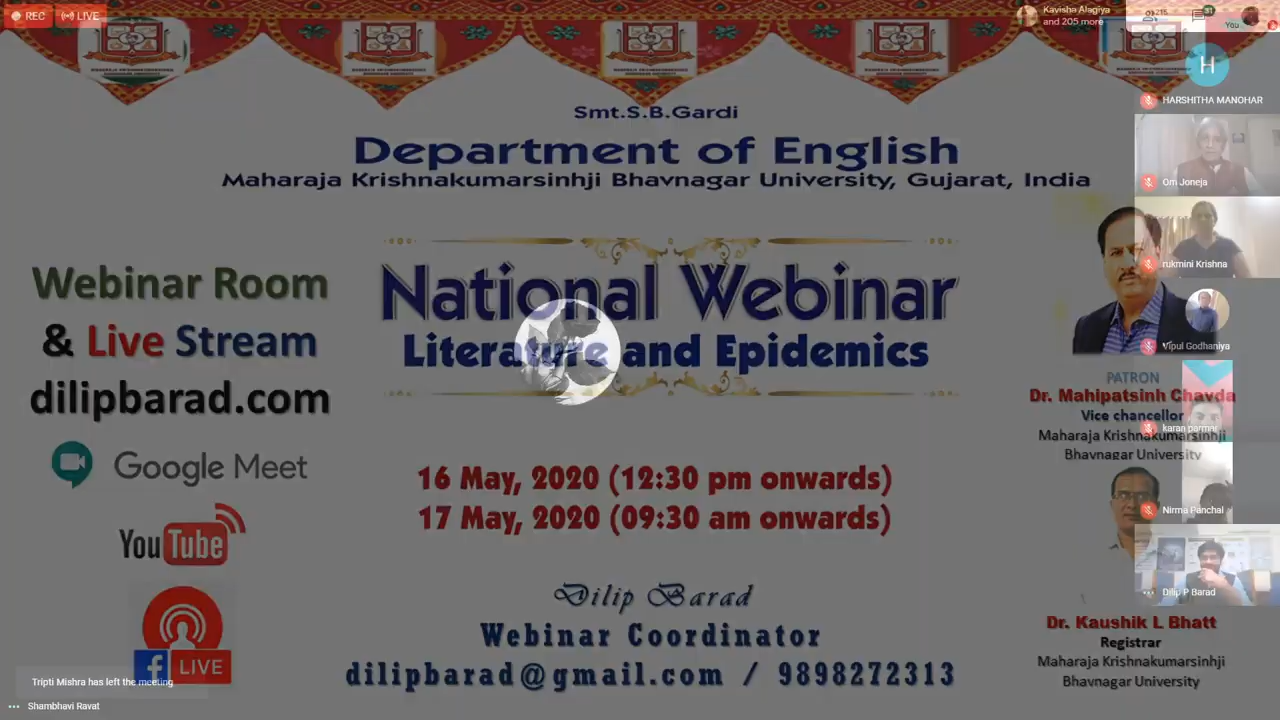 REC
LIVE
Kavisha Alagiya
and 205 more
215
31
You
H
HARSHITHA MANOHAR
Om Joneja
rukmini Krishna
Vipul Godhaniya
karan parmar
Nirma Panchal
Dilip P Barad
Smt.S.B.Gardi
Department of English
Maharaja Krishnakumarsinhji Bhavnagar University, Gujarat, India
Webinar Room
& Live Stream
dilipbarad.com
Google Meet
YouTube
LIVE
National Webinar
Literature and Epidemics
16 May, 2020 (12:30 pm onwards)
17 May, 2020 (09:30 am onwards)
Dilip Barad
Webinar Coordinator
dilipbarad@gmail.com / 9898272313
PATRON
Dr. Mahipatsinh Chavda
Vice chancellor
Maharaja Krishnakumarsinhji
Bhavnagar University
Dr. Kaushik L Bhatt
Registrar
Maharaja Krishnakumarsinhji
Bhavnagar University
Tripti Mishra has left the meeting
Shambhavi Ravat